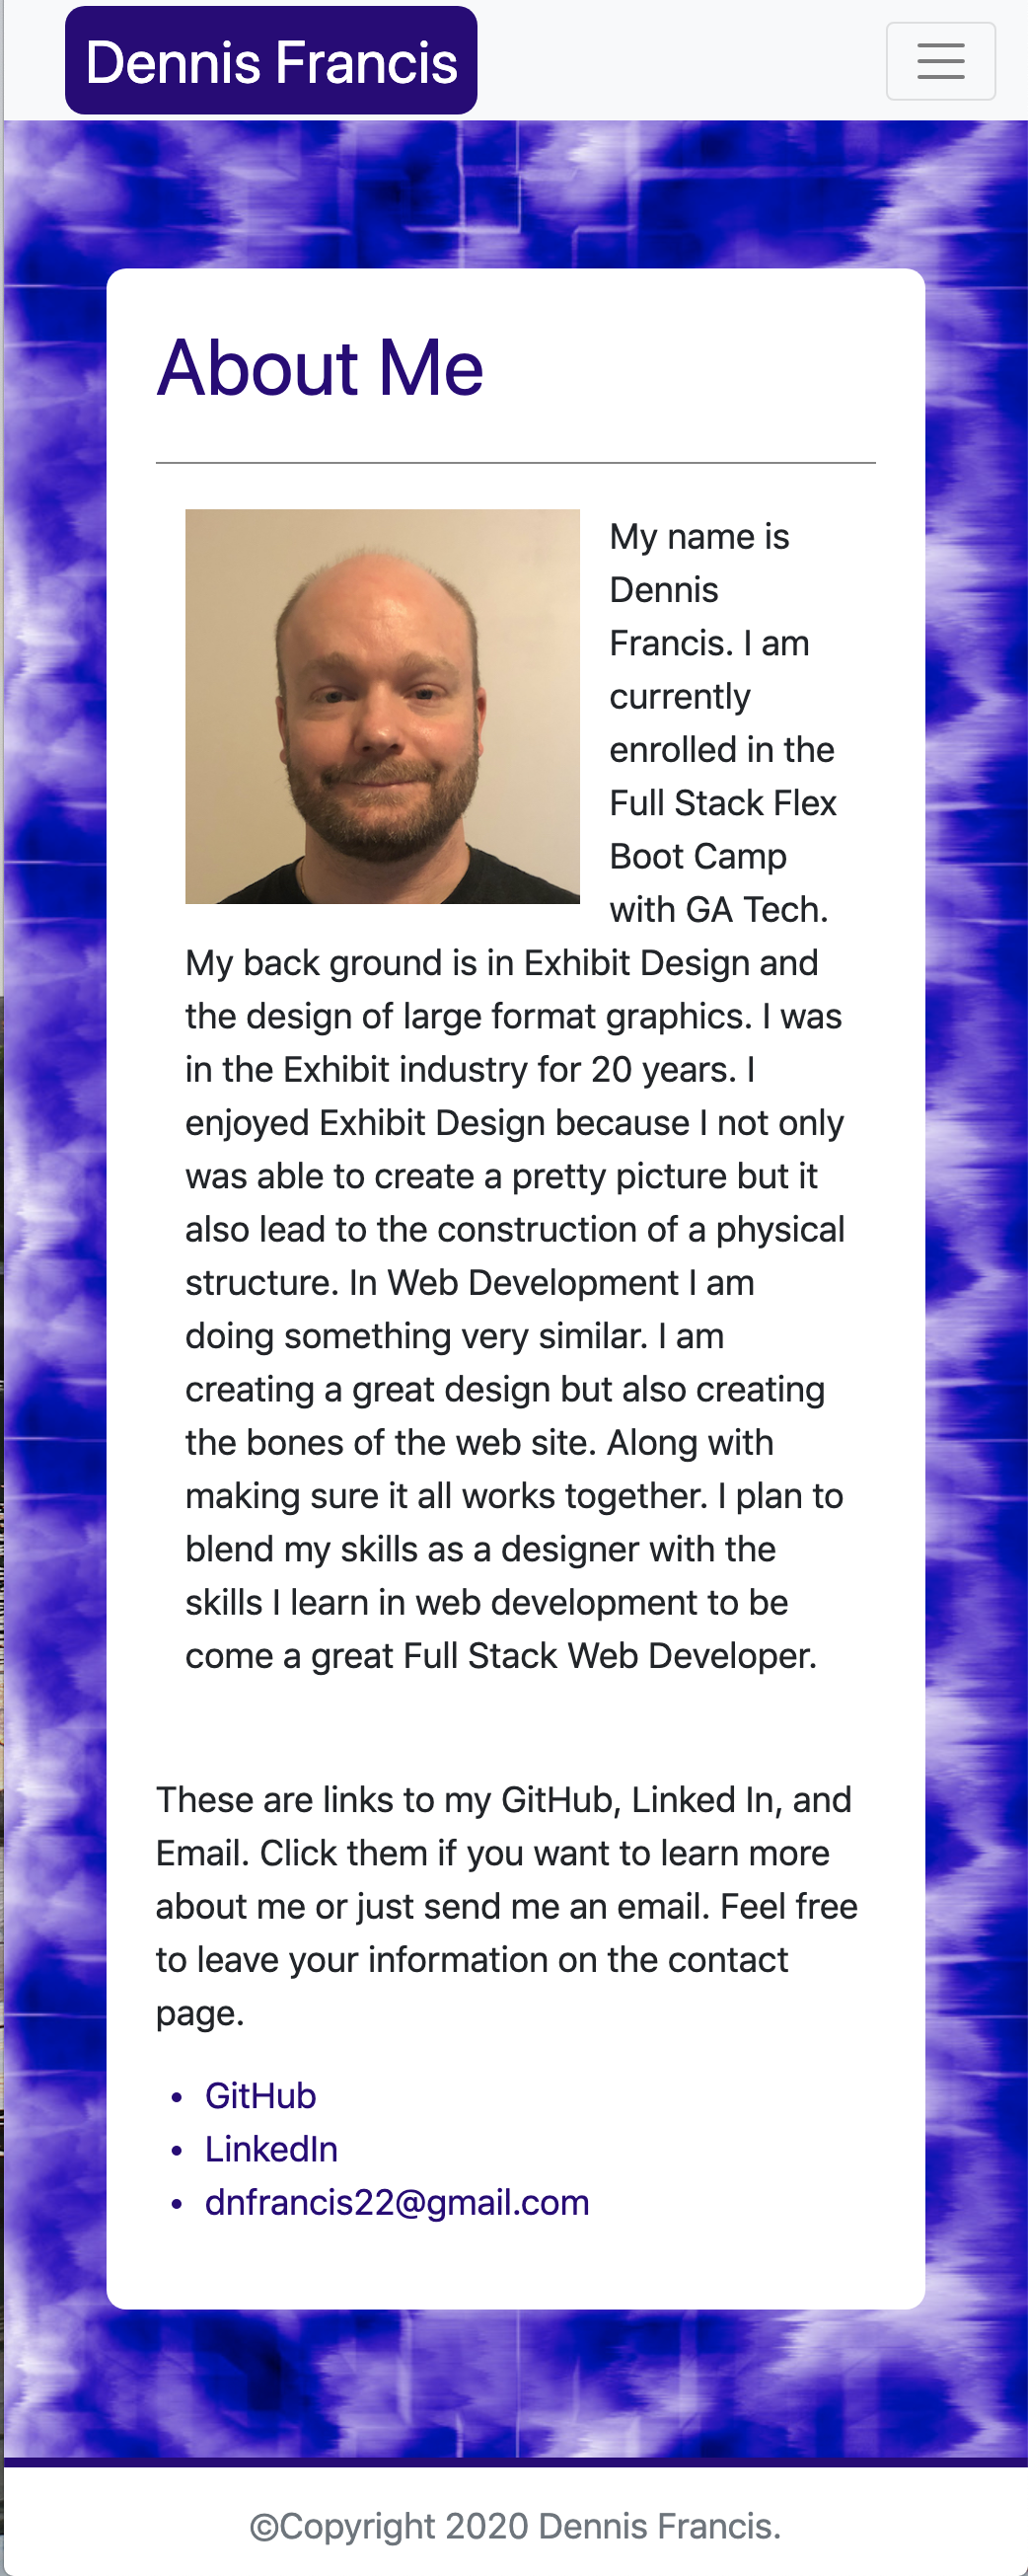 Dennis Francis
About Me
My name is
Dennis
Francis. I am
currently
enrolled in the
Full Stack Flex
Boot Camp
with GA Tech.
My back ground is in Exhibit Design and
the design of large format graphics. I was
in the Exhibit industry for 20 years. I
enjoyed Exhibit Design because I not only
was able to create a pretty picture but it
also lead to the construction of a physical
structure. In Web Development I am
doing something very similar. I am
creating a great design but also creating
the bones of the web site. Along with
making sure it all works together. I plan to
blend my skills as a designer with the
skills I learn in web development to be
come a great Full Stack Web Developer.
These are links to my GitHub, Linked In, and
Email. Click them if you want to learn more
about me or just send me an email. Feel free
to leave your information on the contact
page.
• GitHub
• LinkedIn
• dnfrancis22@gmail.com
©Copyright 2020 Dennis Francis.